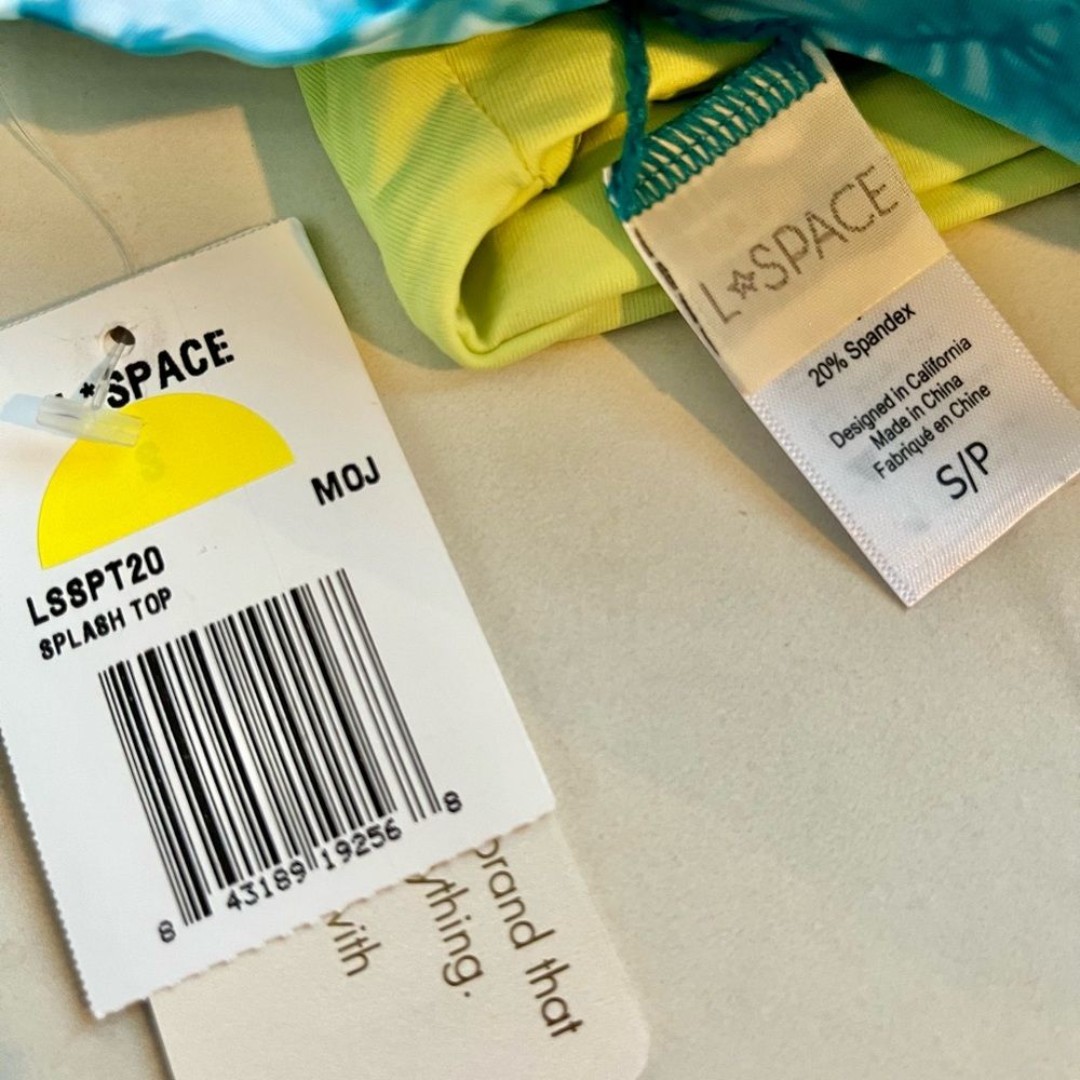 L*SPACE
S
MOJ
LSSPT20
SPLASH TOP
8 43189 19256 8
brand that
with
L☆SPACE
20% Spandex
Designed in California
Made in China
Fabriqué en Chine
S/P